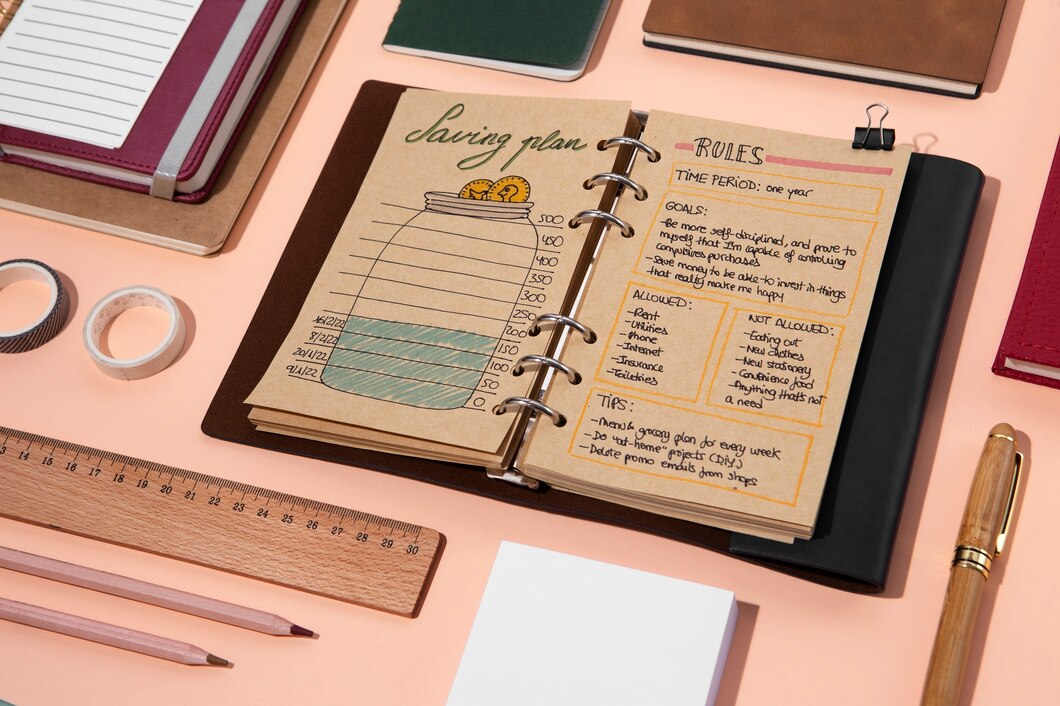 Saving plan
500
450
400
350
300
250
200
150
100
50
0
16/2/22
8/2/22
20/1/22
9/1/22
RULES
TIME PERIOD: one year
GOALS:
-Be more self-disciplined, and prove to
myself that I'm capable of controlling
compulsives purchases
-Save money to be able to invest in things
that really make me happy
ALLOWED:
-Rent
-Utilities
-Phone
-Internet
-Insurance
-Toiletries
NOT ALLOWED:
-Eating out
-New clothes
-New stationery
-Convenience food
-Anything that's not
a need
TIPS:
-Menu & grocery plan for every week
-Do "at-home" projects (DIY)
-Delete promo emails from shops
14 15 16 17 18 19 20 21 22 23 24 25 26 27 28 29 30